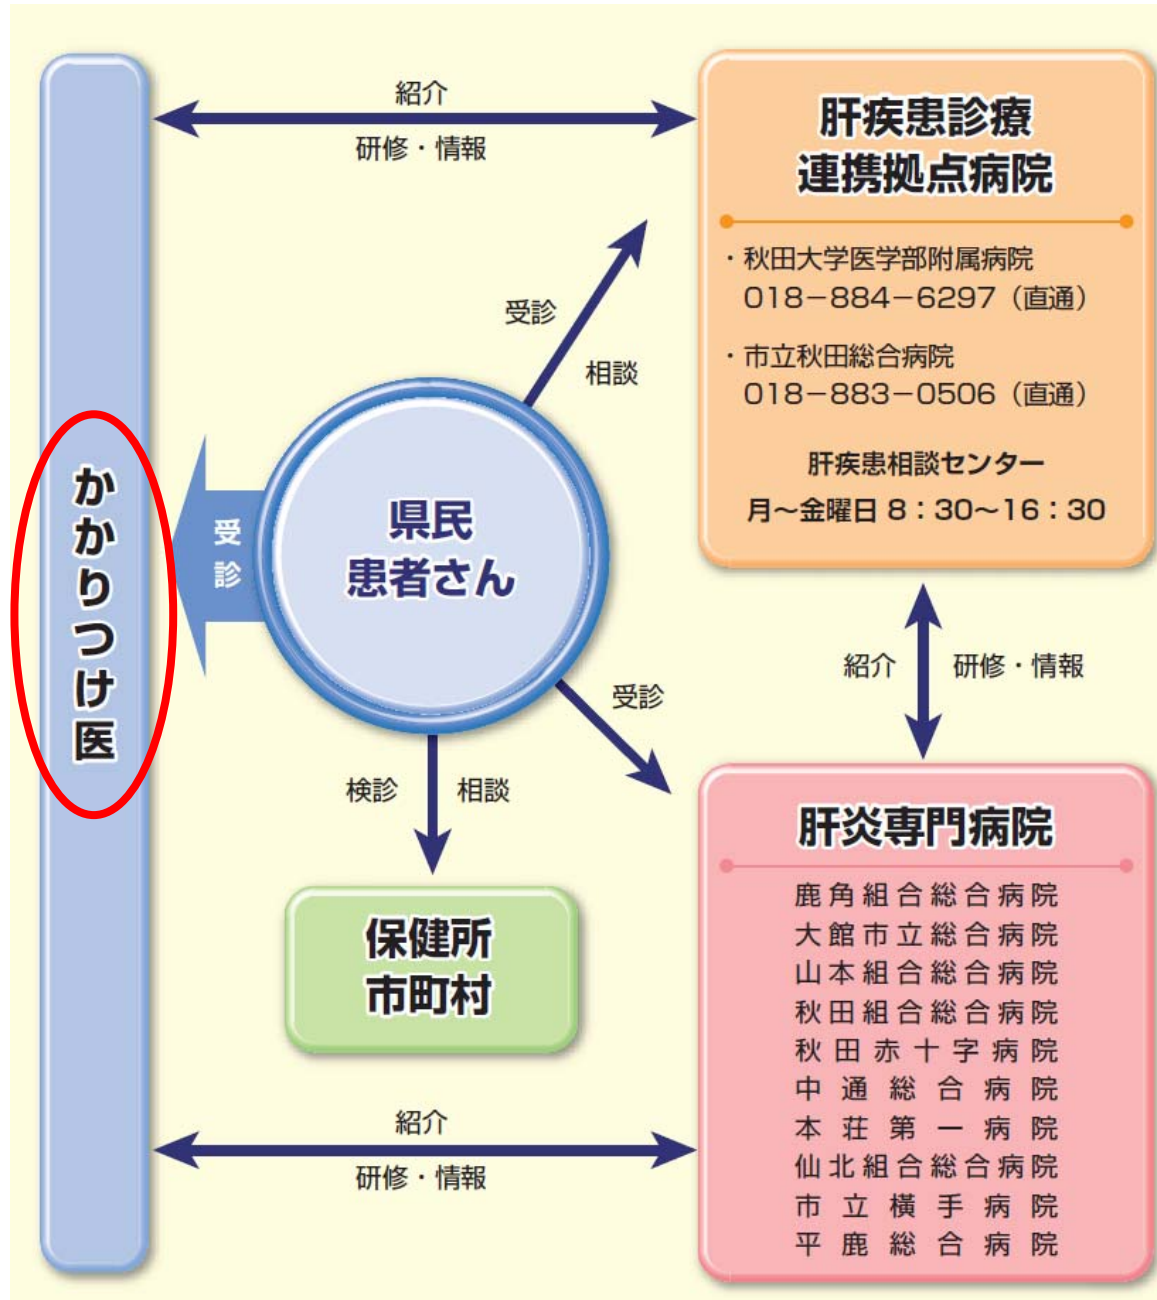 紹介
研修・情報
肝疾患診療
連携拠点病院
・秋田大学医学部附属病院
018－884－6297（直通）
・市立秋田総合病院
018－883－0506（直通）
肝疾患相談センター
月～金曜日 8：30～16：30
受診
相談
かかりつけ医
受診
県民
患者さん
紹介
研修・情報
受診
検診
相談
保健所
市町村
肝炎専門病院
鹿角組合総合病院
大館市立総合病院
山本組合総合病院
秋田組合総合病院
秋田赤十字病院
中通総合病院
本荘第一病院
仙北組合総合病院
市立横手病院
平鹿総合病院
紹介
研修・情報